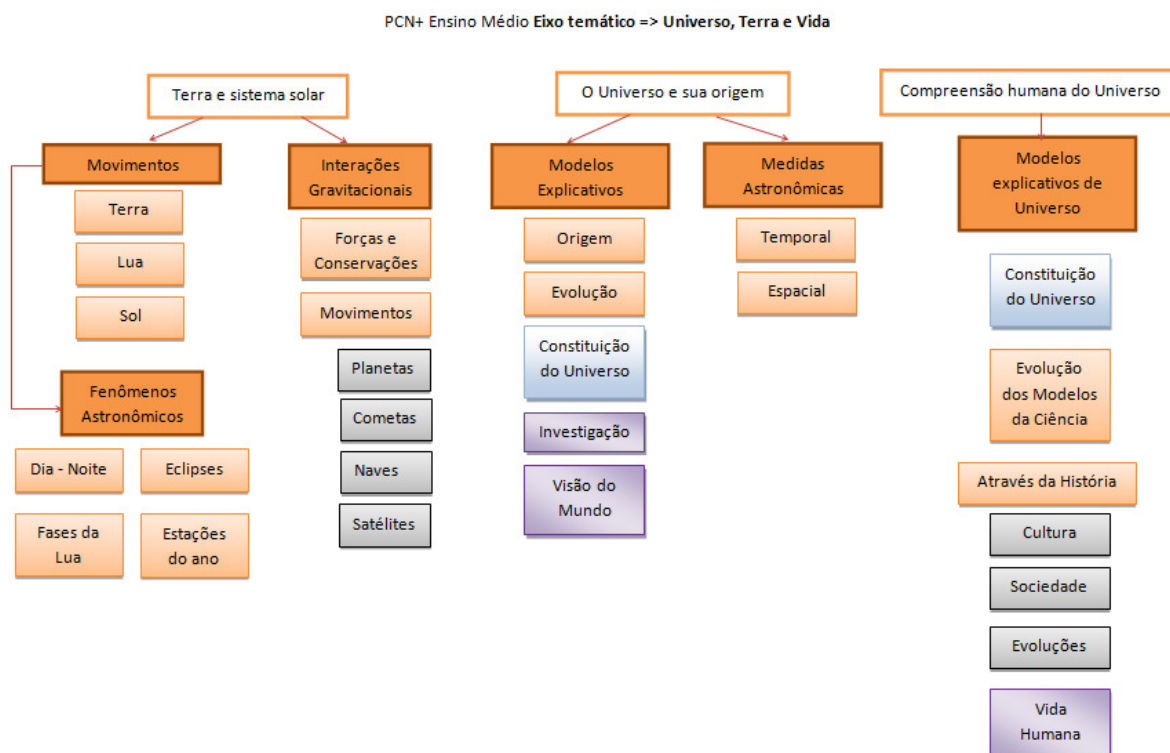 PCN+ Ensino Médio Eixo temático => Universo, Terra e Vida
Terra e sistema solar
Movimentos
Terra
Lua
Sol
Fenômenos
Astronômicos
Dia - Noite
Eclipses
Fases da
Lua
Estações
do ano
Interações
Gravitacionais
Forças e
Conservações
Movimentos
Planetas
Cometas
Naves
Satélites
O Universo e sua origem
Modelos
Explicativos
Origem
Evolução
Constituição
do Universo
Investigação
Visão do
Mundo
Medidas
Astronômicas
Temporal
Espacial
Compreensão humana do Universo
Modelos
explicativos de
Universo
Constituição
do Universo
Evolução
dos Modelos
da Ciência
Através da História
Cultura
Sociedade
Evoluções
Vida
Humana